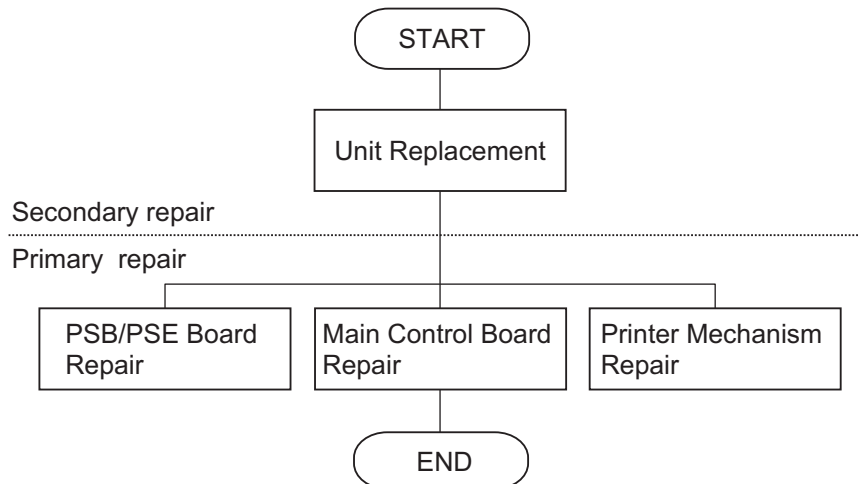 START
Unit Replacement
Secondary repair
Primary repair
PSB/PSE Board
Repair
Main Control Board
Repair
Printer Mechanism
Repair
END